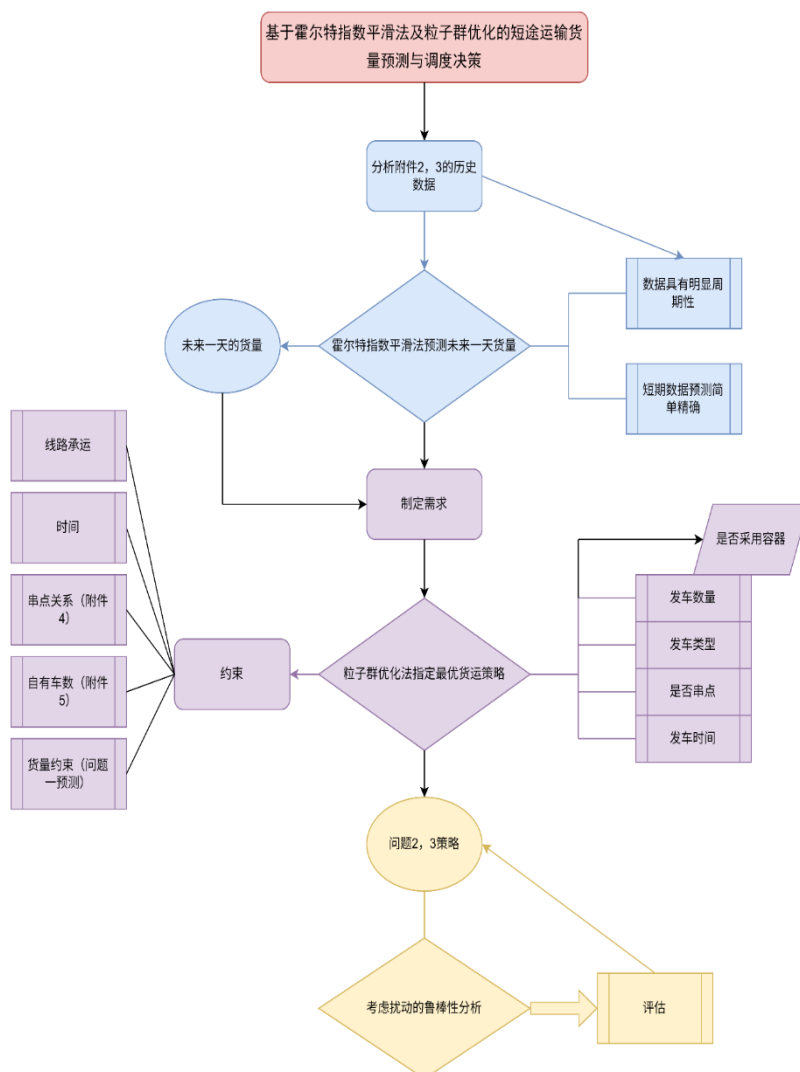 基于霍尔特指数平滑法及粒子群优化的短途运输货
量预测与调度决策
分析附件2，3的历史
数据
数据具有明显周
期性
未来一天的货量
霍尔特指数平滑法预测未来一天货量
短期数据预测简
单精确
线路承运
制定需求
时间
是否采用容器
发车数量
串点关系（附件
4）
发车类型
约束
粒子群优化法指定最优货运策略
自有车数（附件
5）
是否串点
发车时间
货量约束（问题
一预测）
问题2，3策略
考虑扰动的鲁棒性分析
评估